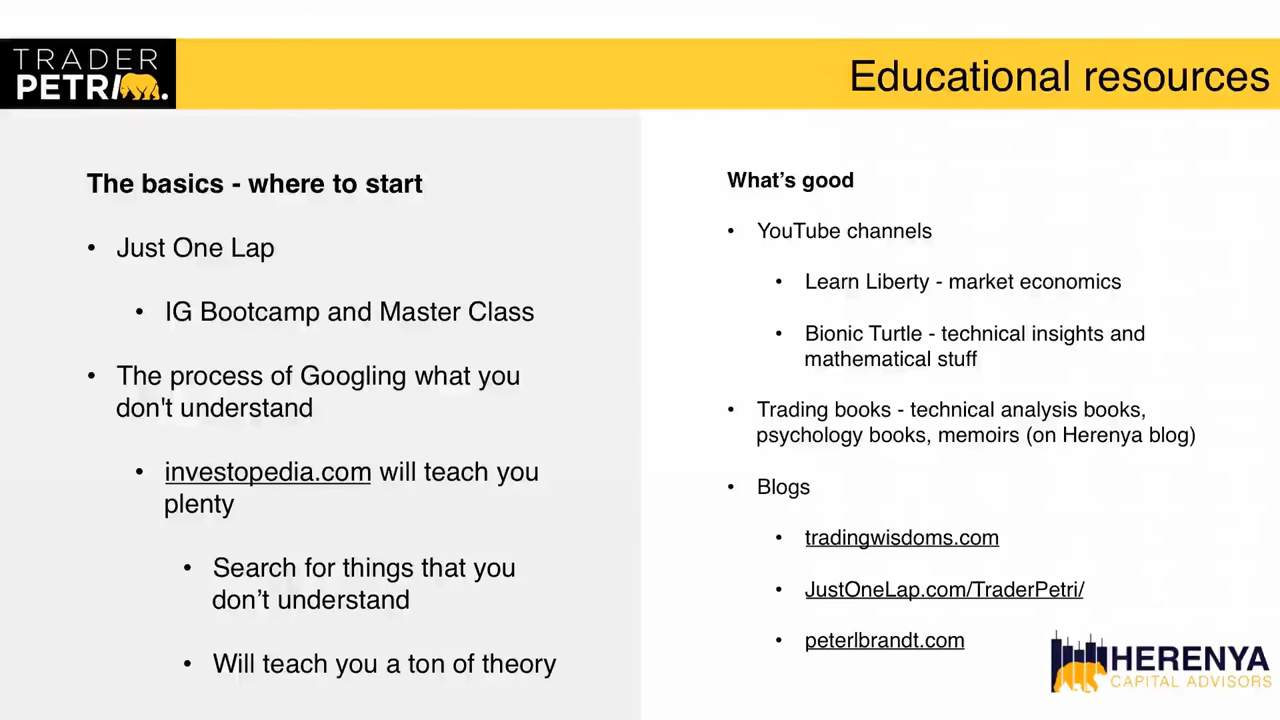 TRADER
PETRI.
Educational resources
The basics - where to start
• Just One Lap
• IG Bootcamp and Master Class
• The process of Googling what you
don't understand
• investopedia.com will teach you
plenty
• Search for things that you
don’t understand
• Will teach you a ton of theory
What’s good
• YouTube channels
• Learn Liberty - market economics
• Bionic Turtle - technical insights and
mathematical stuff
• Trading books - technical analysis books,
psychology books, memoirs (on Herenya blog)
• Blogs
• tradingwisdoms.com
• JustOneLap.com/TraderPetri/
• peterlbrandt.com
HERENYA
CAPITAL ADVISORS